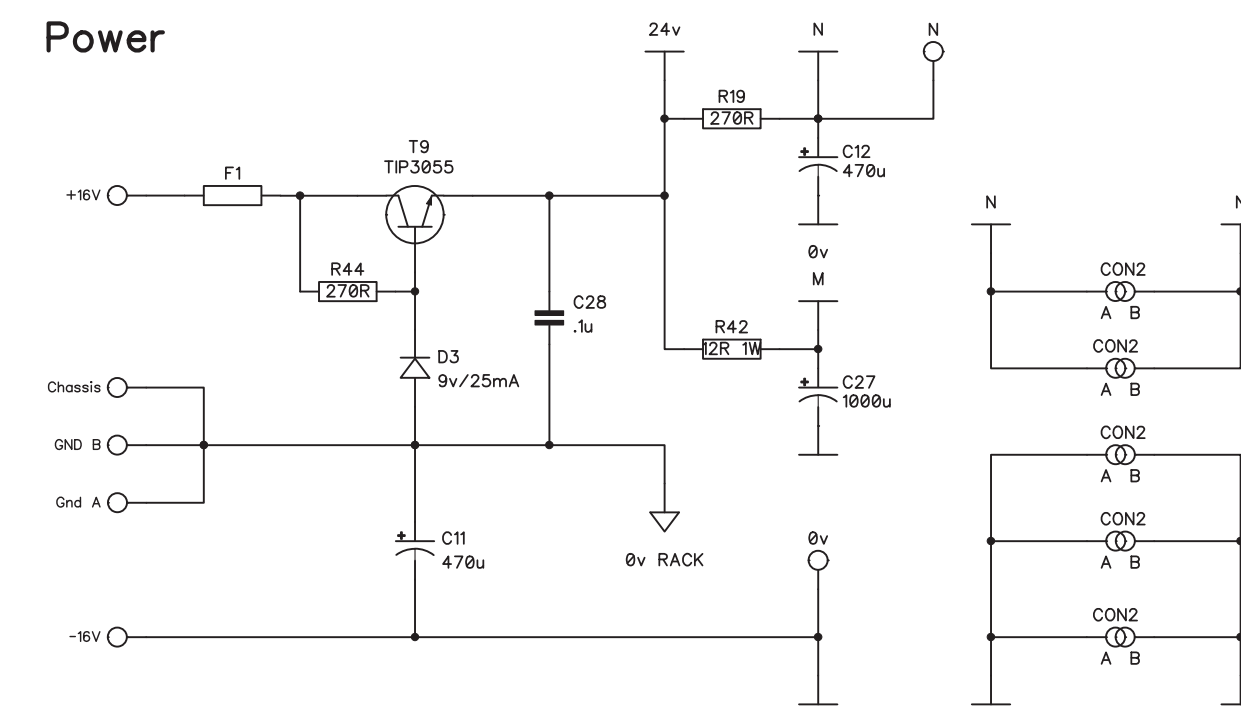 Power
24v
N
N
R19
270R
T9
TIP3055
C12
470u
F1
+16V
N
N
0v
M
R44
270R
CON2
A B
C28
.1u
R42
12R 1W
CON2
A B
D3
9v/25mA
C27
1000u
Chassis
GND B
CON2
A B
Gnd A
C11
470u
0v RACK
0v
CON2
A B
CON2
A B
-16V